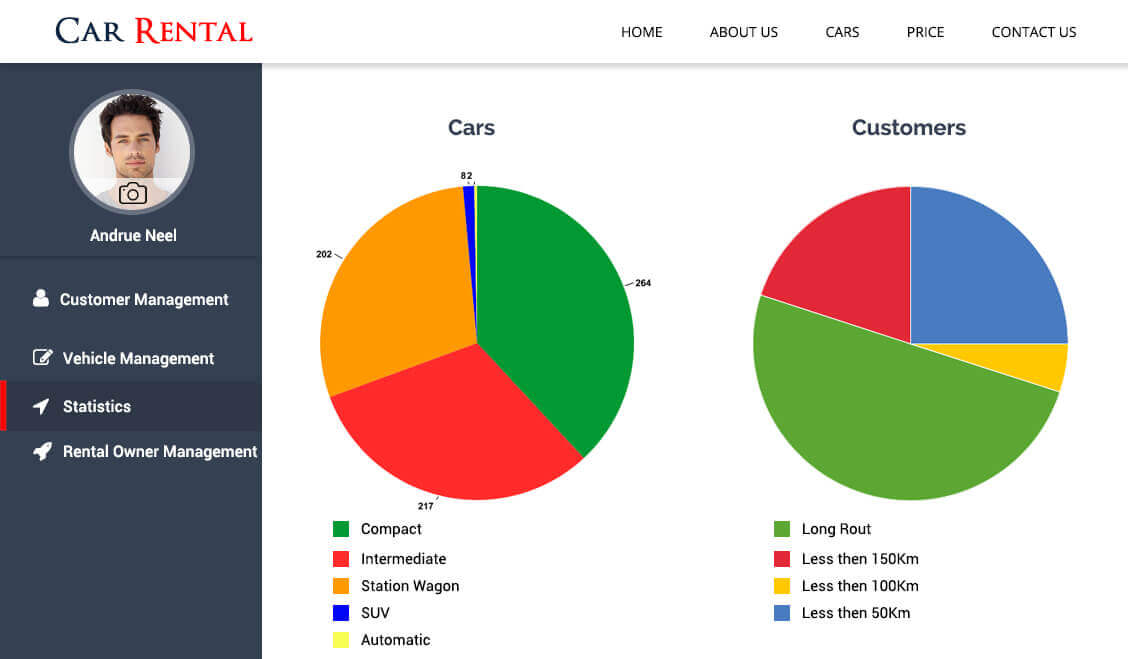 CAR RENTAL
HOME ABOUT US CARS PRICE CONTACT US
Andrue Neel
Customer Management
Vehicle Management
Statistics
Rental Owner Management
Cars
8 2
202
264
217
Compact
Intermediate
Station Wagon
SUV
Automatic
Customers
Long Rout
Less then 150Km
Less then 100Km
Less then 50Km